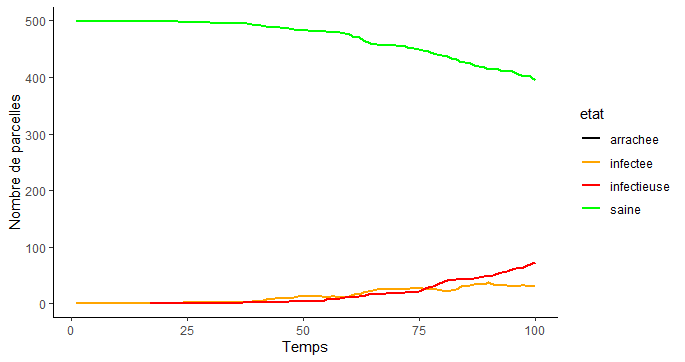 500
400
300
200
100
0
Nombre de parcelles
0 25 50 75 100
Temps
etat
arrachee
infectee
infectieuse
saine